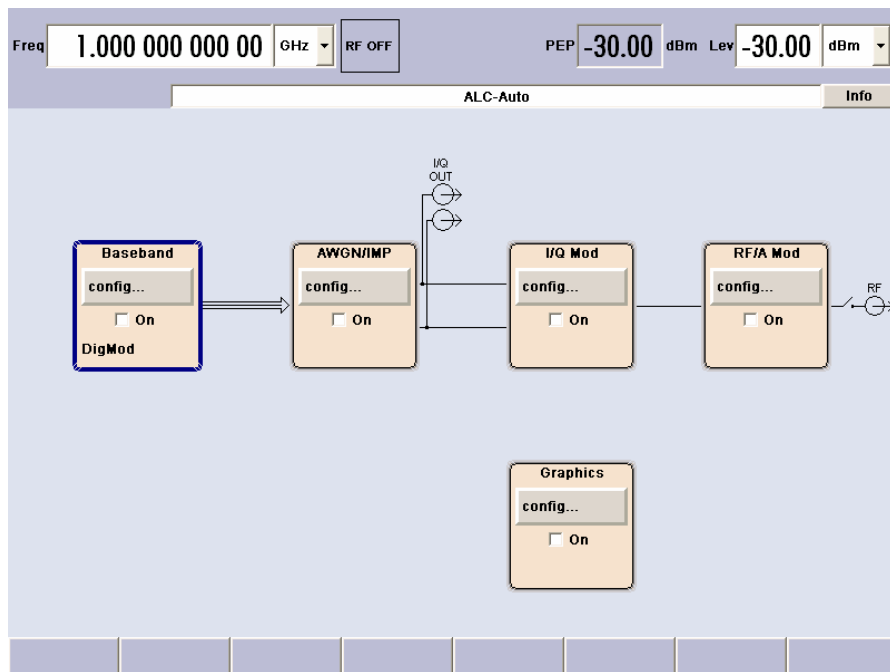 Freq 1.000 000 000 00 GHz RF OFF PEP -30.00 dBm Lev -30.00 dBm
ALC-Auto Info
I/Q
OUT
Baseband
config...
On
DigMod
AWGN/IMP
config...
On
I/Q Mod
config...
On
RF/A Mod
config...
On
RF
Graphics
config...
On